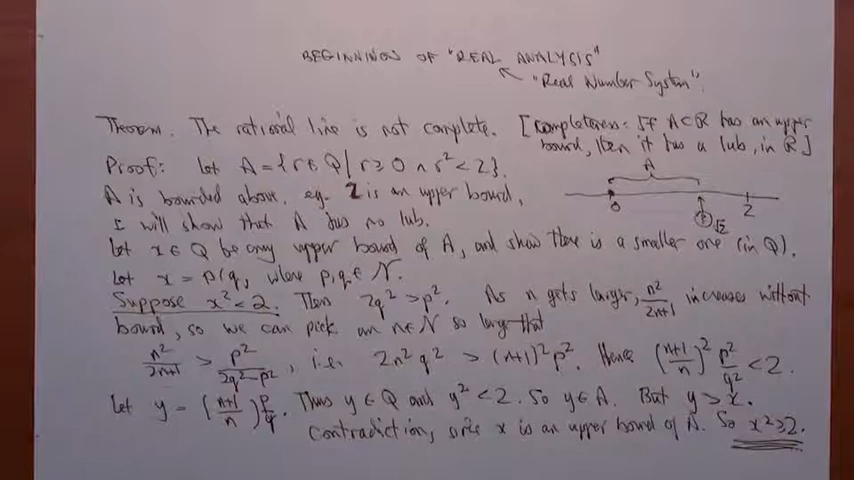 BEGINNINGS OF "REAL ANALYSIS"
"Real Number System".
Theorem. The rational line is not complete. [completeness: If A⊂R has an upper
bound, then it has a lub, in R]
Proof: Let A = {r∈Q | r≥0 ∧ r²<2}.
A is bounded above, eg. 2 is an upper bound.
I will show that A has no lub.
A
0
√2
2
Let x∈Q be any upper bound of A, and show there is a smaller one (in Q).
Let x = p/q, where p,q∈N.
Suppose x²<2. Then 2q²>p². As n gets larger, n²/2n+1 increases without
bound, so we can pick an n∈N so large that
n²/2n+1 > p²/2q²-p², i.e. 2n²q² > (n+1)²p². Hence (n+1/n)² p²/q² < 2.
Let y = (n+1/n) p/q. Thus y∈Q and y²<2. So y∈A. But y>x.
Contradiction, since x is an upper bound of A. So x²≥2.